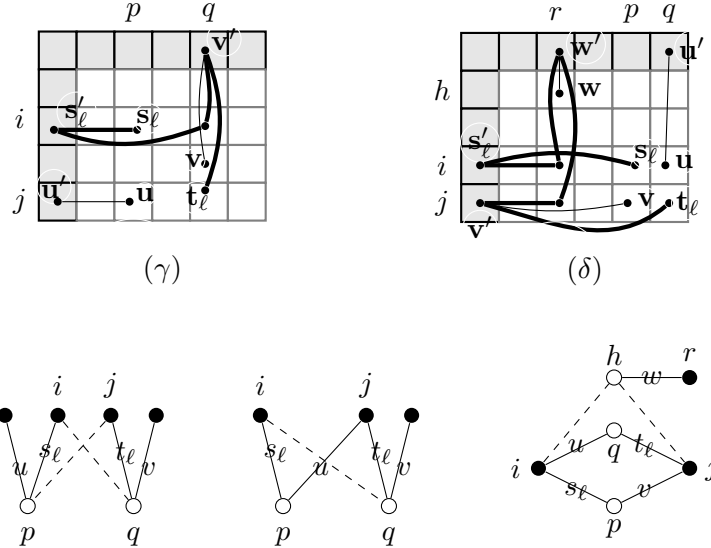 p q r p q
v′ w′ u′
h w
i s′ℓ sℓ s′ℓ
v i sℓ u
j u′ u tℓ j v tℓ
v′
(γ) (δ)
h r
w
i j i j
u sℓ tℓ v sℓ u tℓ v u q tℓ
i
sℓ v
p q p q p